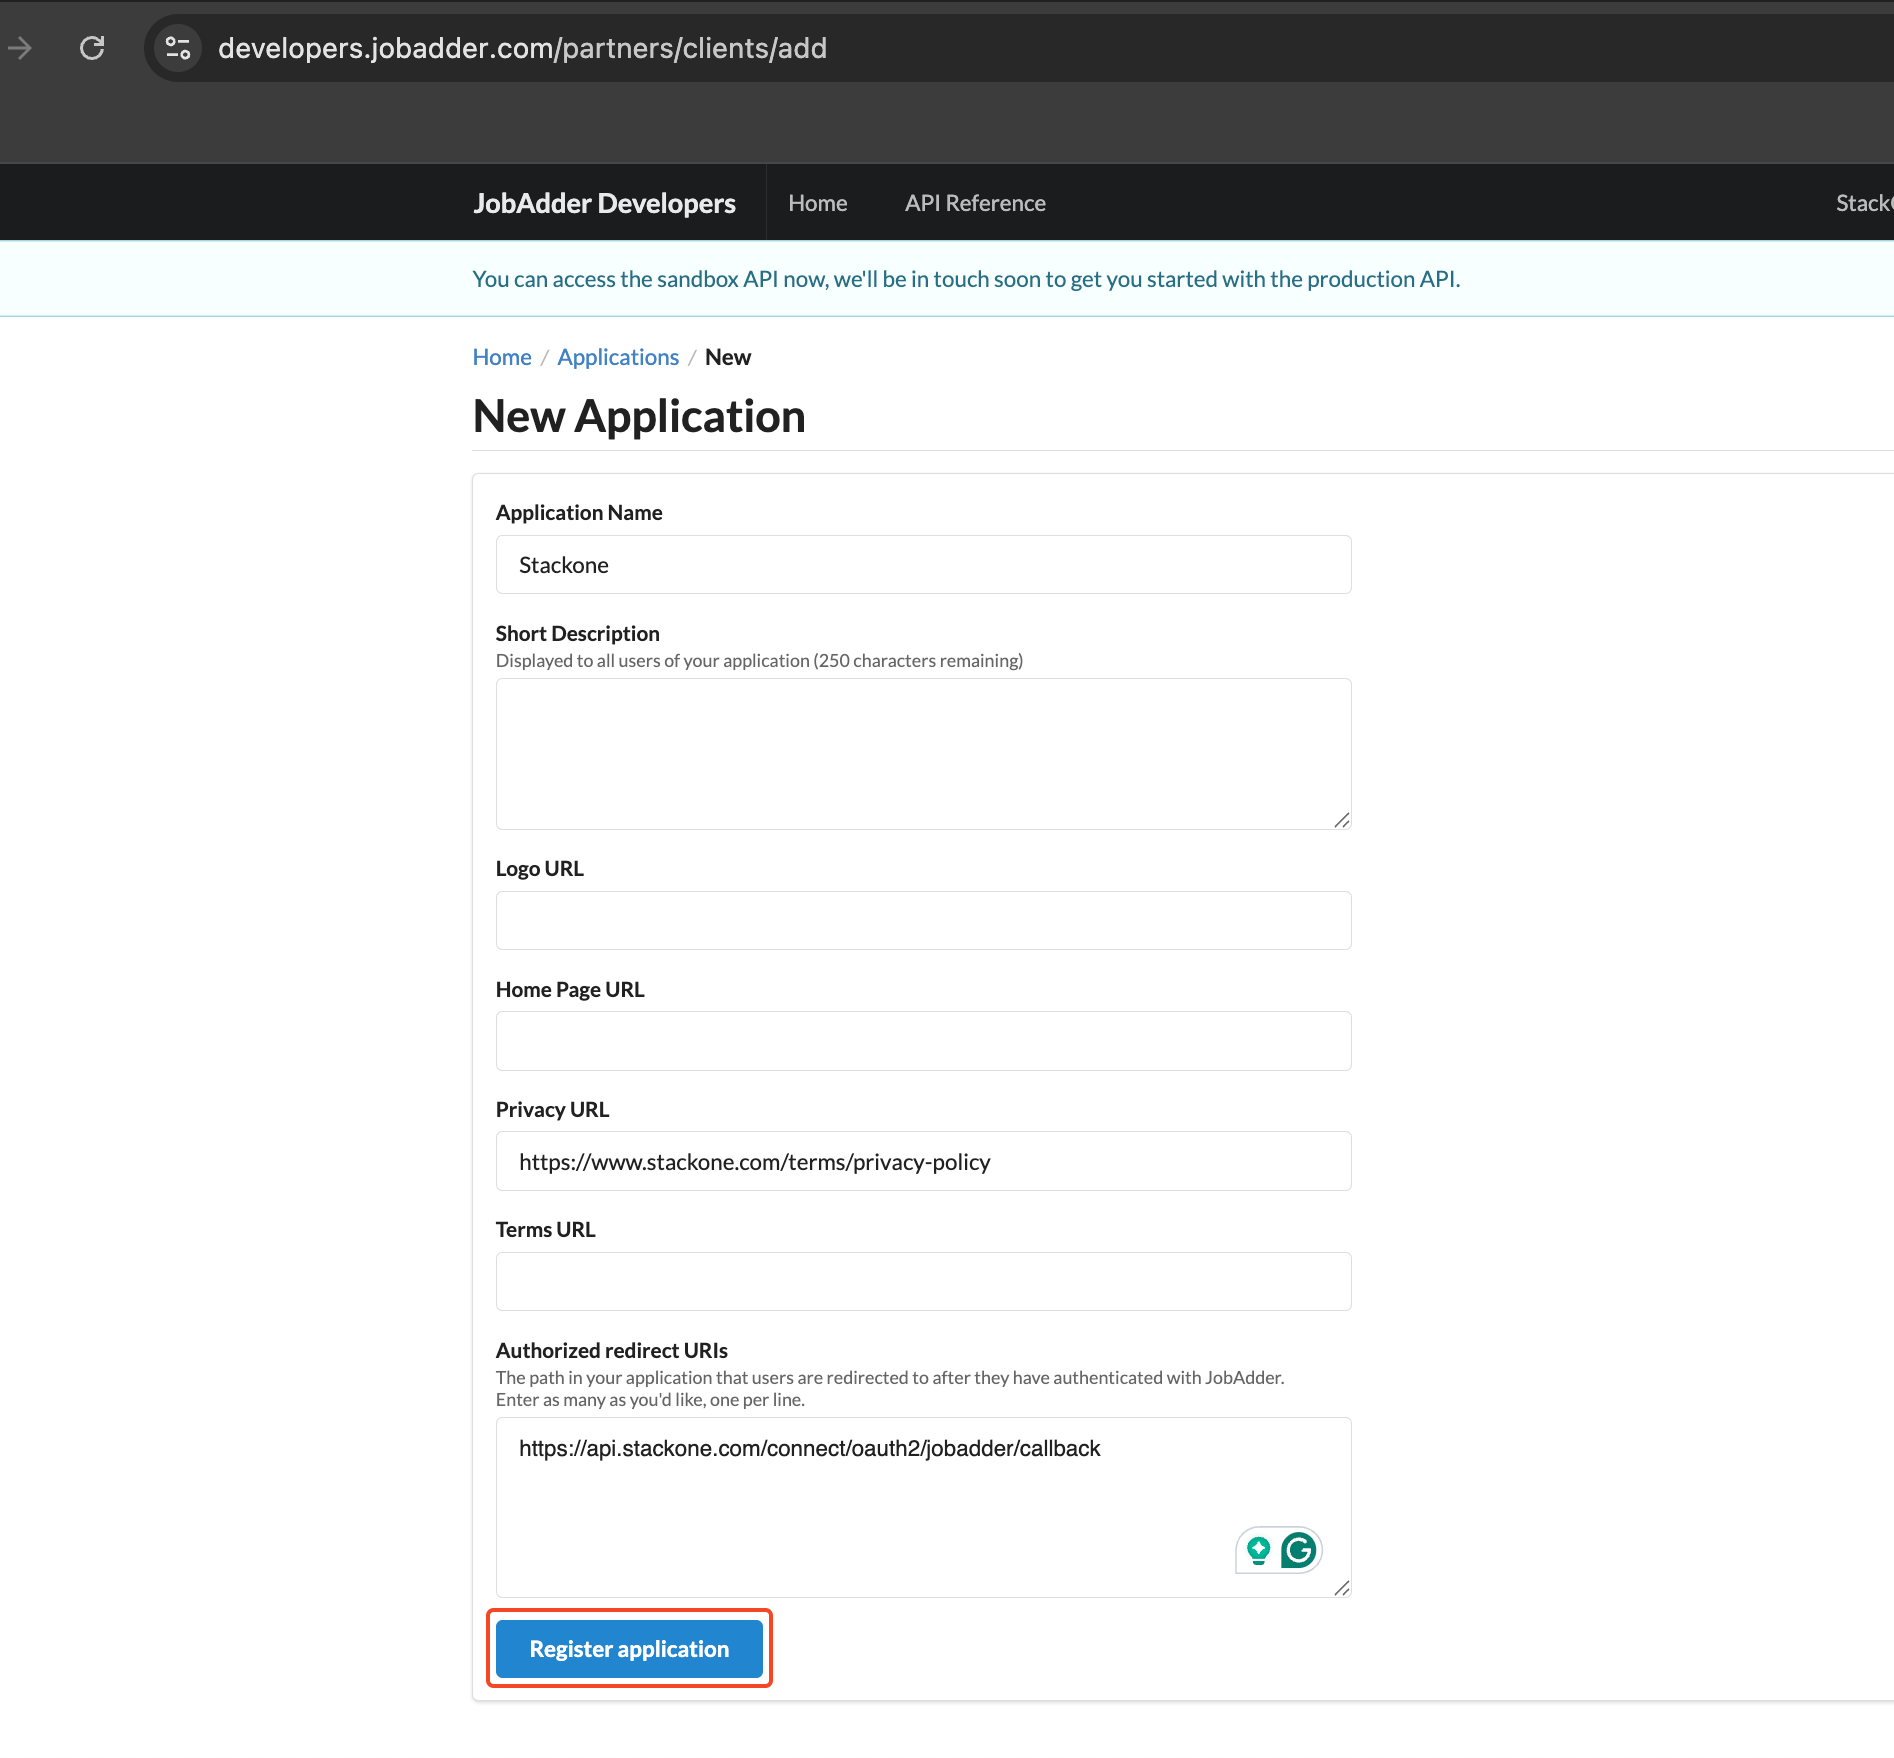 developers.jobadder.com/partners/clients/add
JobAdder Developers
Home
API Reference
You can access the sandbox API now, we'll be in touch soon to get you started with the production API.
Home / Applications / New
New Application
Application Name
Stackone
Short Description
Displayed to all users of your application (250 characters remaining)
Logo URL
Home Page URL
Privacy URL
https://www.stackone.com/terms/privacy-policy
Terms URL
Authorized redirect URIs
The path in your application that users are redirected to after they have authenticated with JobAdder.
Enter as many as you'd like, one per line.
https://api.stackone.com/connect/oauth2/jobadder/callback
Register application